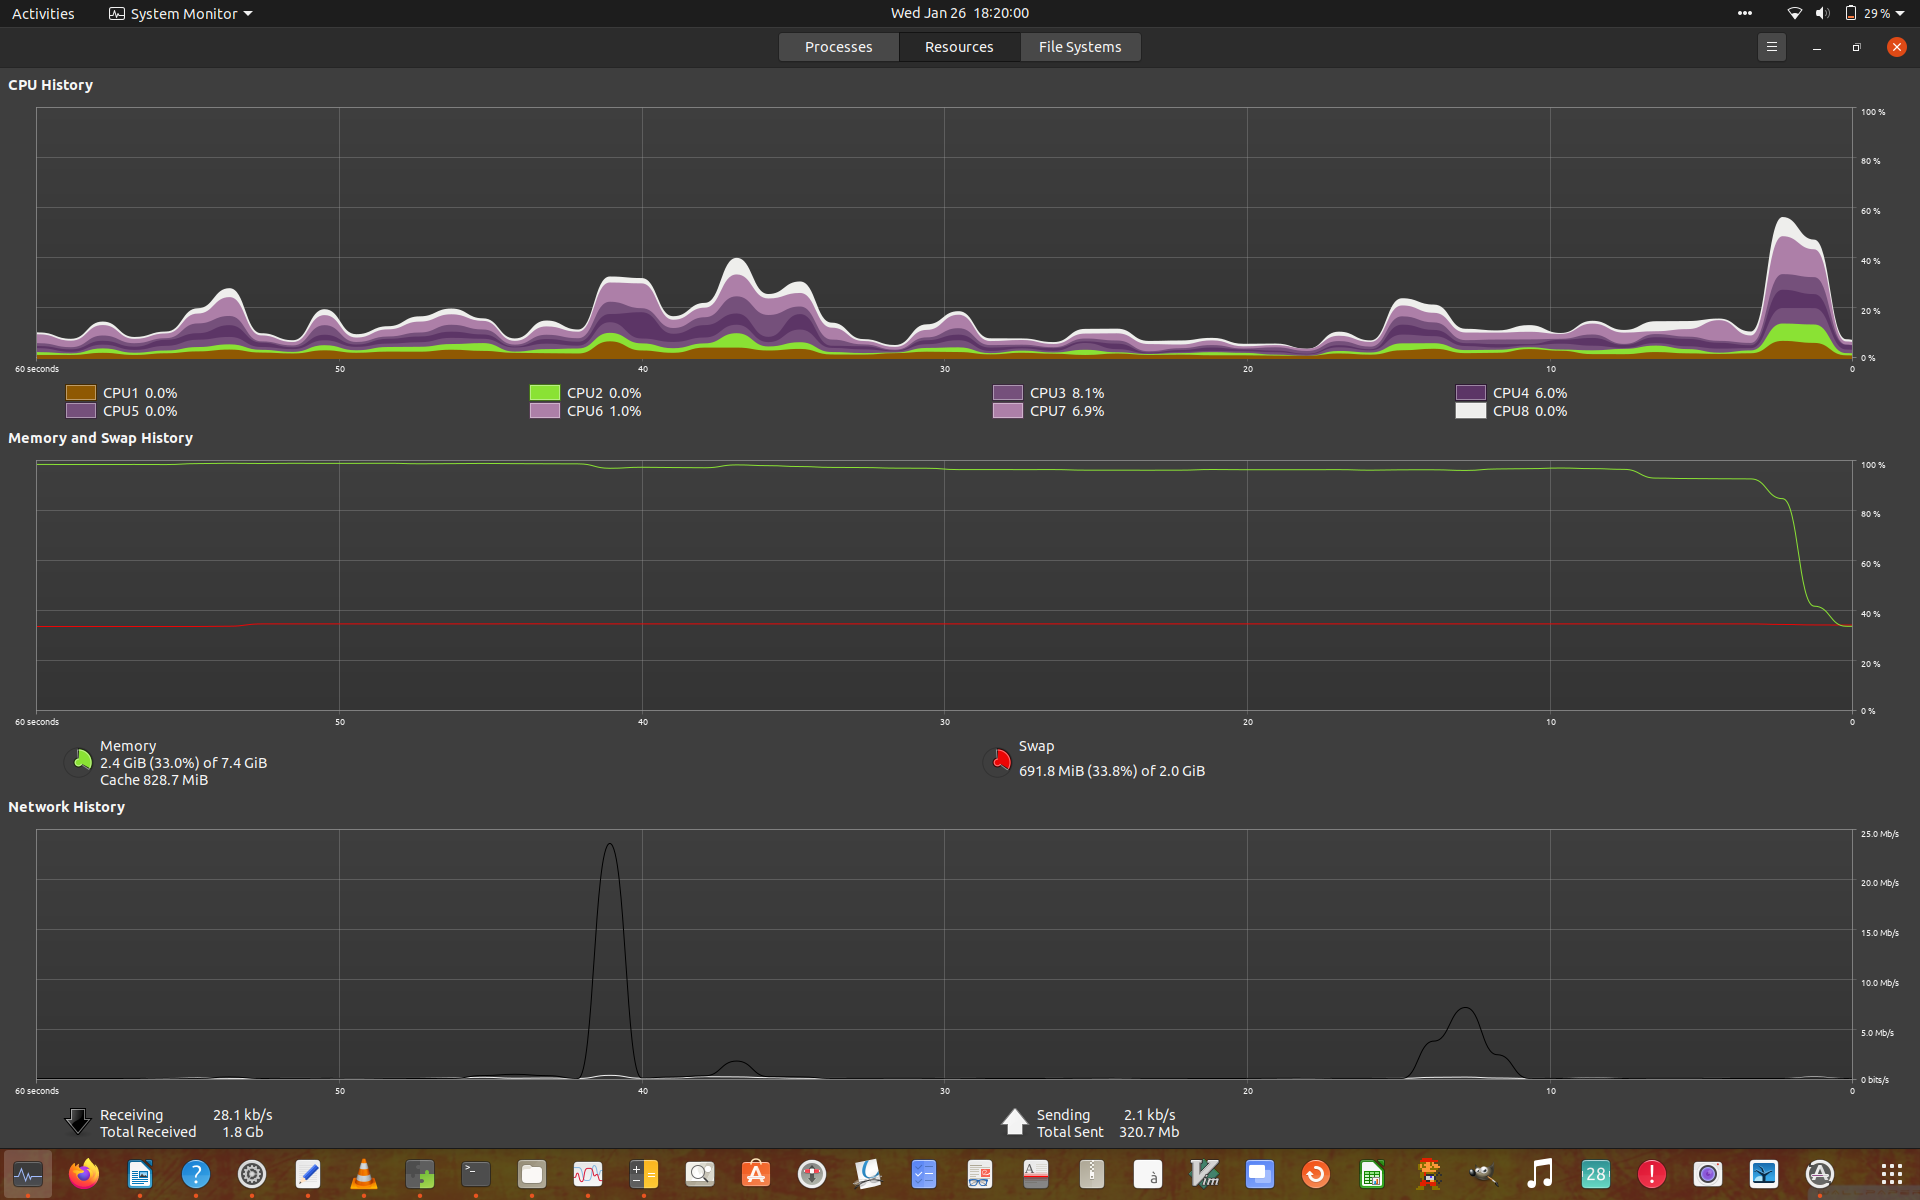 Activities System Monitor Wed Jan 26 18:20:00 29 %
Processes Resources File Systems
CPU History
100 %
80 %
60 %
40 %
20 %
0 %
60 seconds 50 40 30 20 10 0
CPU1 0.0% CPU2 0.0% CPU3 8.1% CPU4 6.0%
CPU5 0.0% CPU6 1.0% CPU7 6.9% CPU8 0.0%
Memory and Swap History
100 %
80 %
60 %
40 %
20 %
0 %
60 seconds 50 40 30 20 10 0
Memory
2.4 GiB (33.0%) of 7.4 GiB
Cache 828.7 MiB
Swap
691.8 MiB (33.8%) of 2.0 GiB
Network History
25.0 Mb/s
20.0 Mb/s
15.0 Mb/s
10.0 Mb/s
5.0 Mb/s
0 bits/s
60 seconds 50 40 30 20 10 0
Receiving 28.1 kb/s
Total Received 1.8 Gb
Sending 2.1 kb/s
Total Sent 320.7 Mb
? >_ A à Vim 28 !